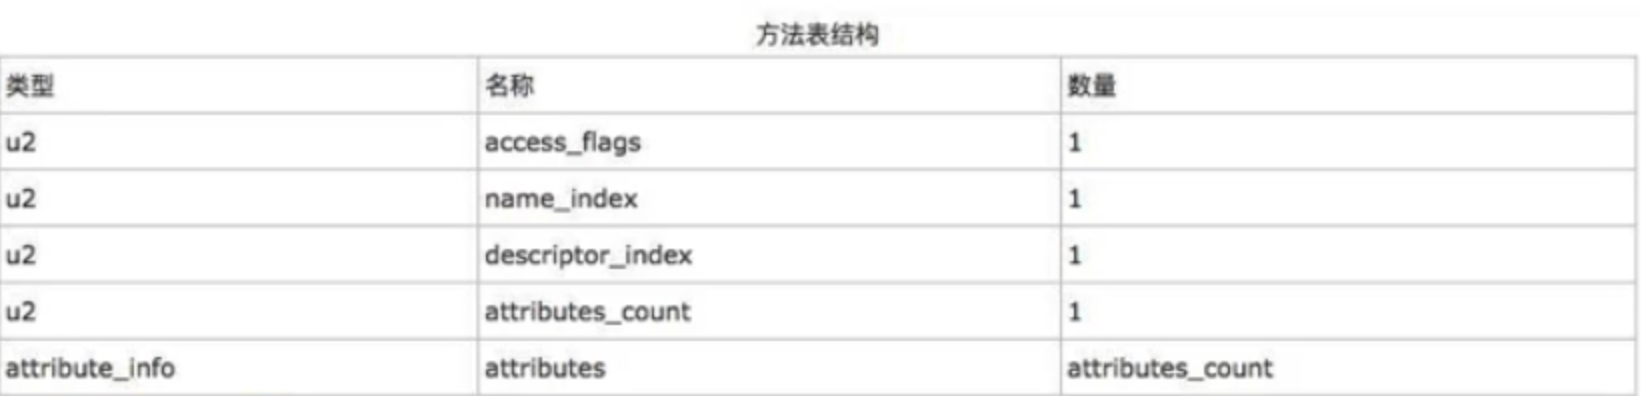 方法表结构
类型 名称 数量
u2 access_flags 1
u2 name_index 1
u2 descriptor_index 1
u2 attributes_count 1
attribute_info attributes attributes_count